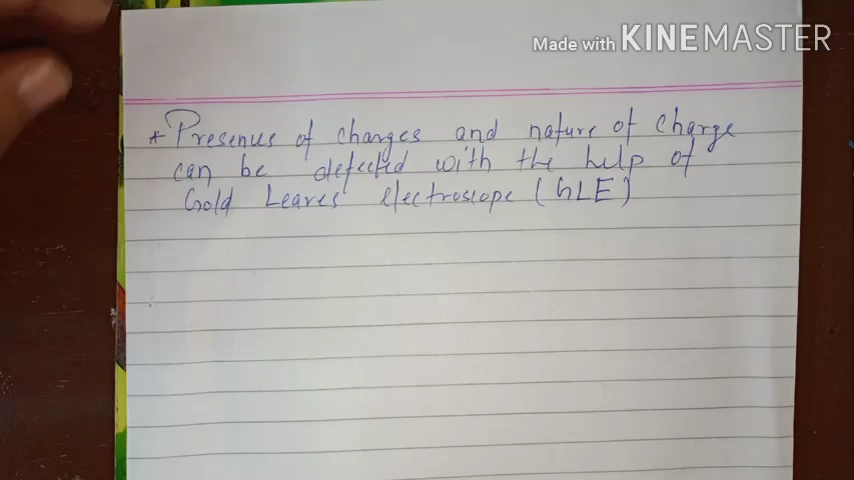 Made with KINEMASTER
* Presenus of charges and nature of charge
can be detected with the help of
Gold Leaves electroscope (GLE)